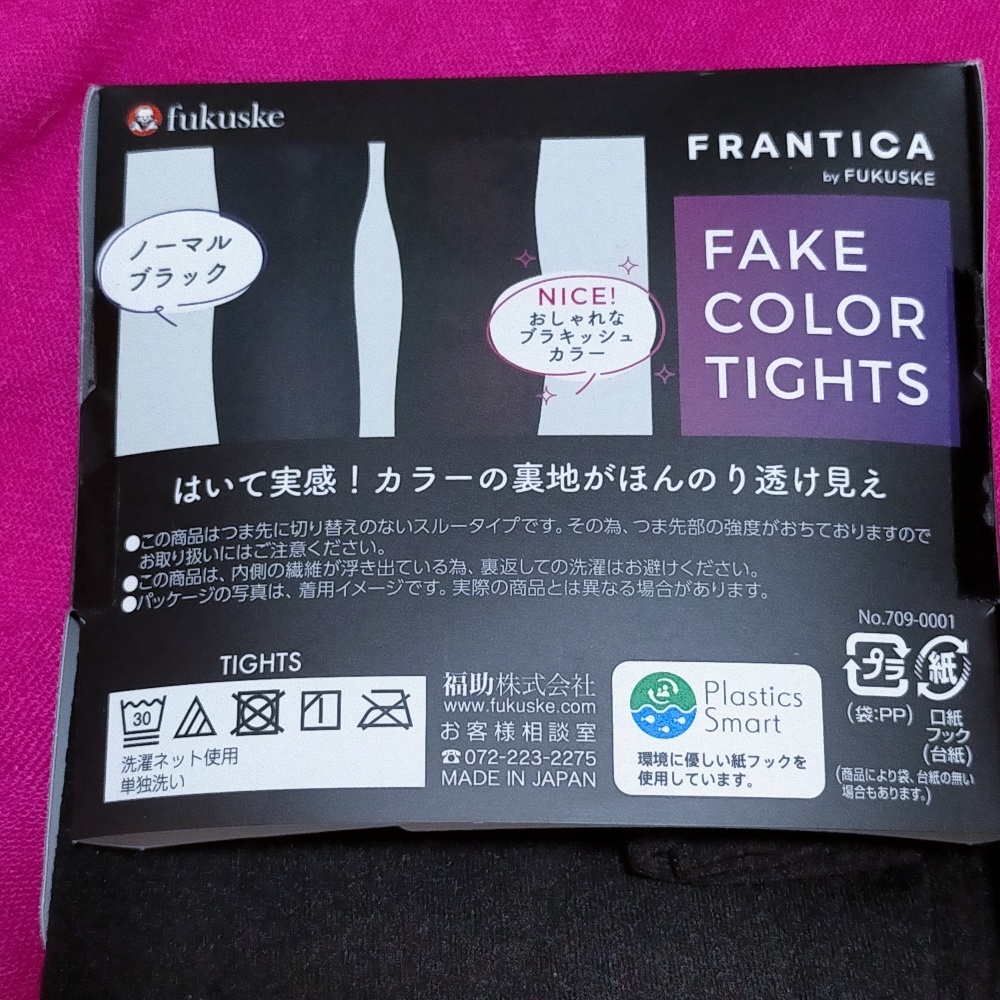 fukuske
FRANTICA
by FUKUSKE
ノーマル
ブラック
NICE!
おしゃれな
ブラキッシュ
カラー
FAKE
COLOR
TIGHTS
はいて実感!カラーの裏地がほんのり透け見え
●この商品はつま先に切り替えのないスルータイプです。その為、つま先部の強度がおちておりますので
お取り扱いにはご注意ください。
●この商品は、内側の繊維が浮き出ている為、裏返しての洗濯はお避けください。
●パッケージの写真は、着用イメージです。実際の商品とは異なる場合があります。
TIGHTS
30
洗濯ネット使用
単独洗い
福助株式会社
www.fukuske.com
お客様相談室
☎072-223-2275
MADE IN JAPAN
Plastics
Smart
環境に優しい紙フックを
使用しています。
No.709-0001
プラ
紙
(袋:PP)
口紙
フック
(台紙)
(商品により袋、台紙の無い
場合もあります。)